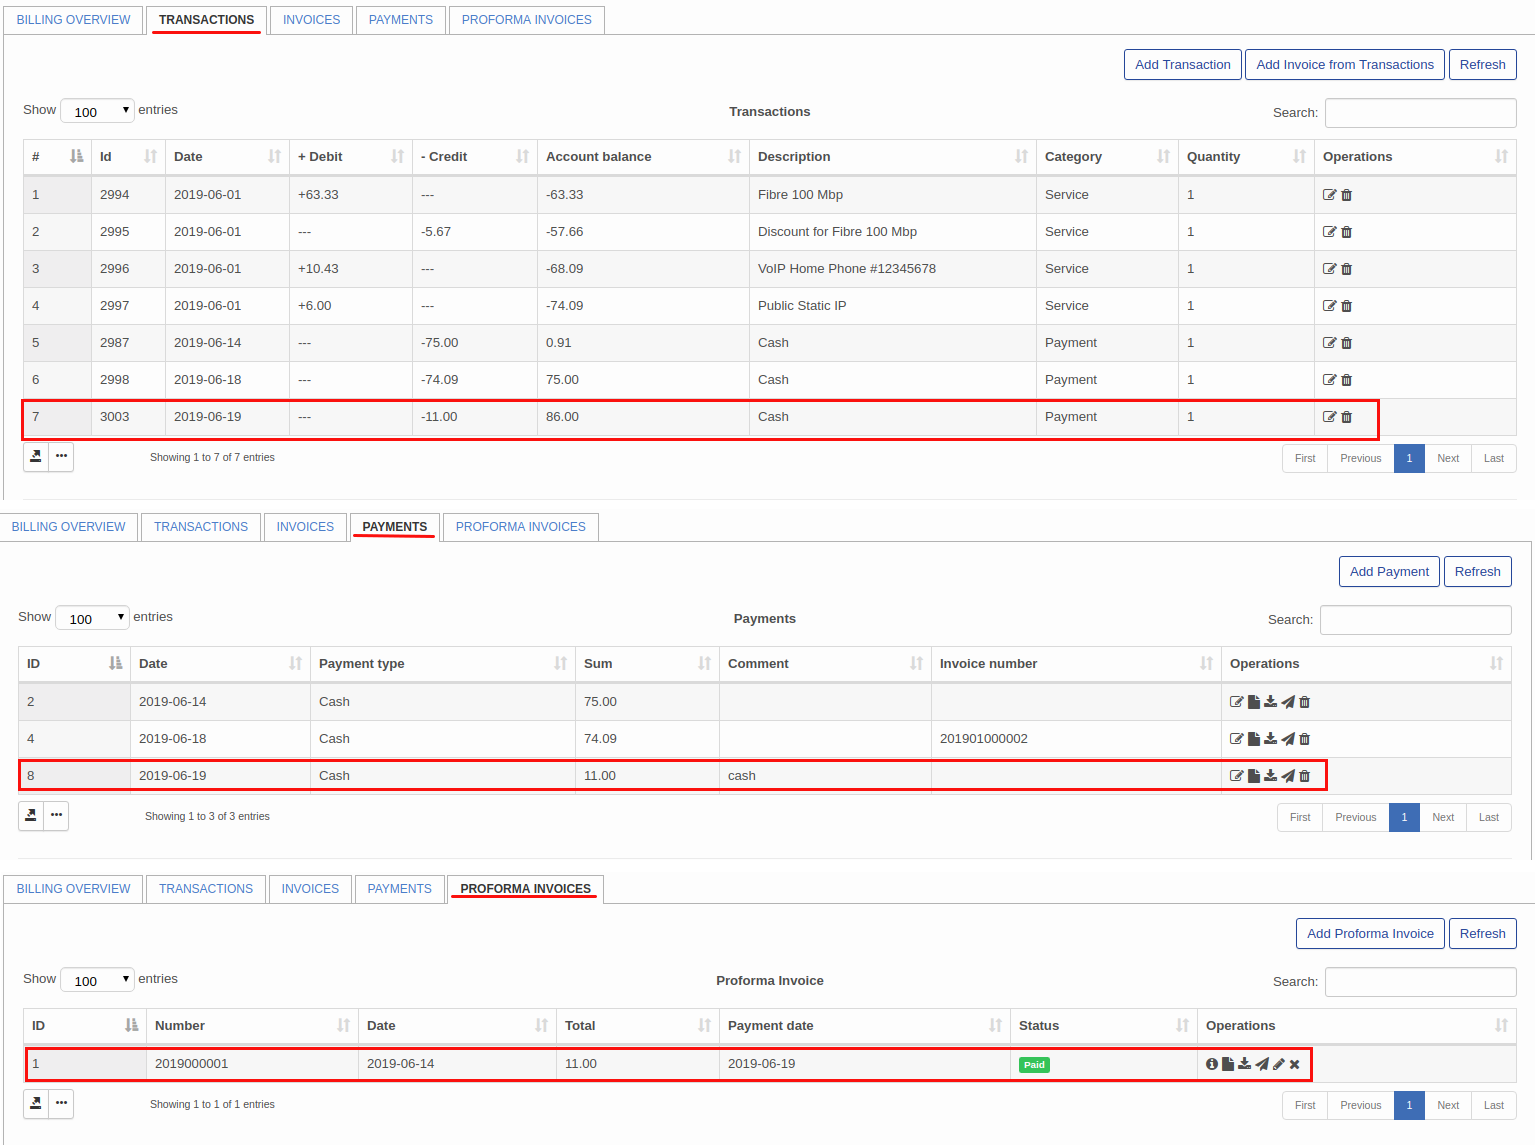 BILLING OVERVIEW TRANSACTIONS INVOICES PAYMENTS PROFORMA INVOICES
Add Transaction Add Invoice from Transactions Refresh
Show 100 entries Transactions Search:
# Id Date + Debit - Credit Account balance Description Category Quantity Operations
1 2994 2019-06-01 +63.33 --- -63.33 Fibre 100 Mbp Service 1
2 2995 2019-06-01 --- -5.67 -57.66 Discount for Fibre 100 Mbp Service 1
3 2996 2019-06-01 +10.43 --- -68.09 VoIP Home Phone #12345678 Service 1
4 2997 2019-06-01 +6.00 --- -74.09 Public Static IP Service 1
5 2987 2019-06-14 --- -75.00 0.91 Cash Payment 1
6 2998 2019-06-18 --- -74.09 75.00 Cash Payment 1
7 3003 2019-06-19 --- -11.00 86.00 Cash Payment 1
Showing 1 to 7 of 7 entries First Previous 1 Next Last
BILLING OVERVIEW TRANSACTIONS INVOICES PAYMENTS PROFORMA INVOICES
Add Payment Refresh
Show 100 entries Payments Search:
ID Date Payment type Sum Comment Invoice number Operations
2 2019-06-14 Cash 75.00
4 2019-06-18 Cash 74.09 201901000002
8 2019-06-19 Cash 11.00 cash
Showing 1 to 3 of 3 entries First Previous 1 Next Last
BILLING OVERVIEW TRANSACTIONS INVOICES PAYMENTS PROFORMA INVOICES
Add Proforma Invoice Refresh
Show 100 entries Proforma Invoice Search:
ID Number Date Total Payment date Status Operations
1 2019000001 2019-06-14 11.00 2019-06-19 Paid
Showing 1 to 1 of 1 entries First Previous 1 Next Last